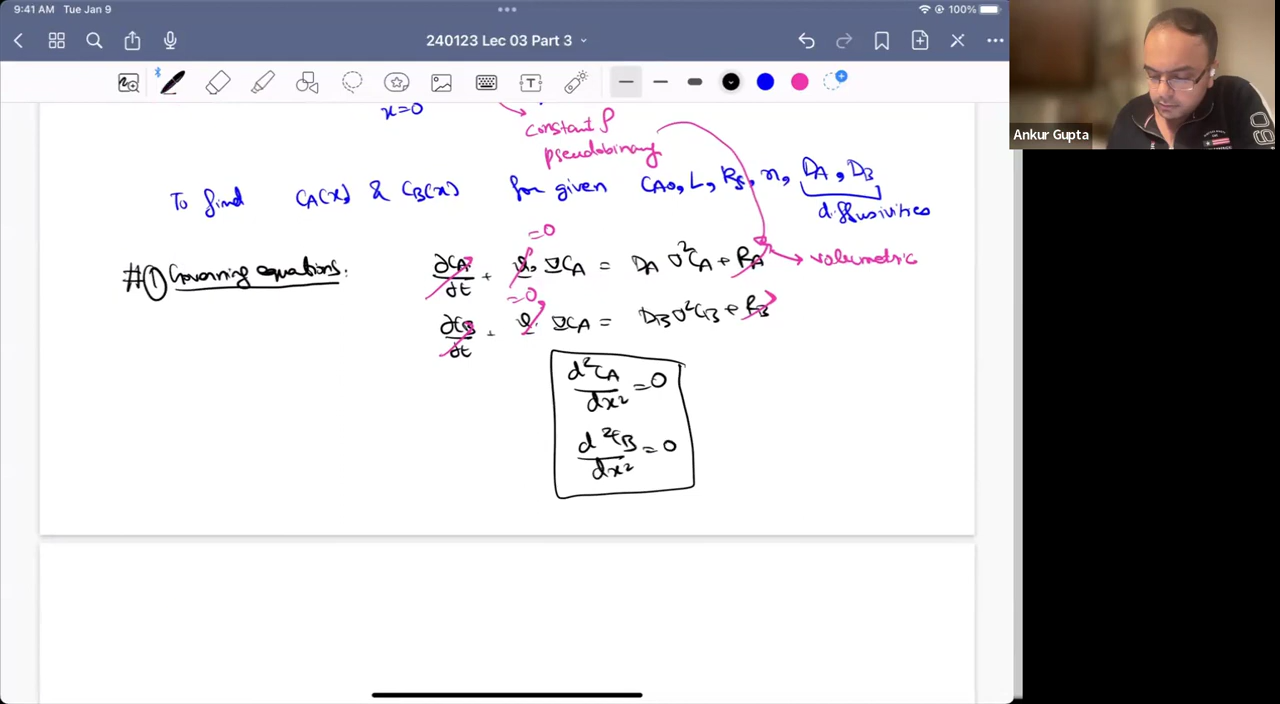 9:41 AM Tue Jan 9
100%
240123 Lec 03 Part 3
Ankur Gupta
x=0
constant ρ
pseudobinary
To find CA(x) & CB(x) for given CA0, L, Rs, n, DA, DB
diffusivities
=0
#① Governing equations: ∂CA/∂t + v·∇CA = DA ∇²CA + RA → volumetric
=0
∂CB/∂t + v·∇CA = DB ∇²CB + RB
d²CA/dx² = 0
d²CB/dx² = 0